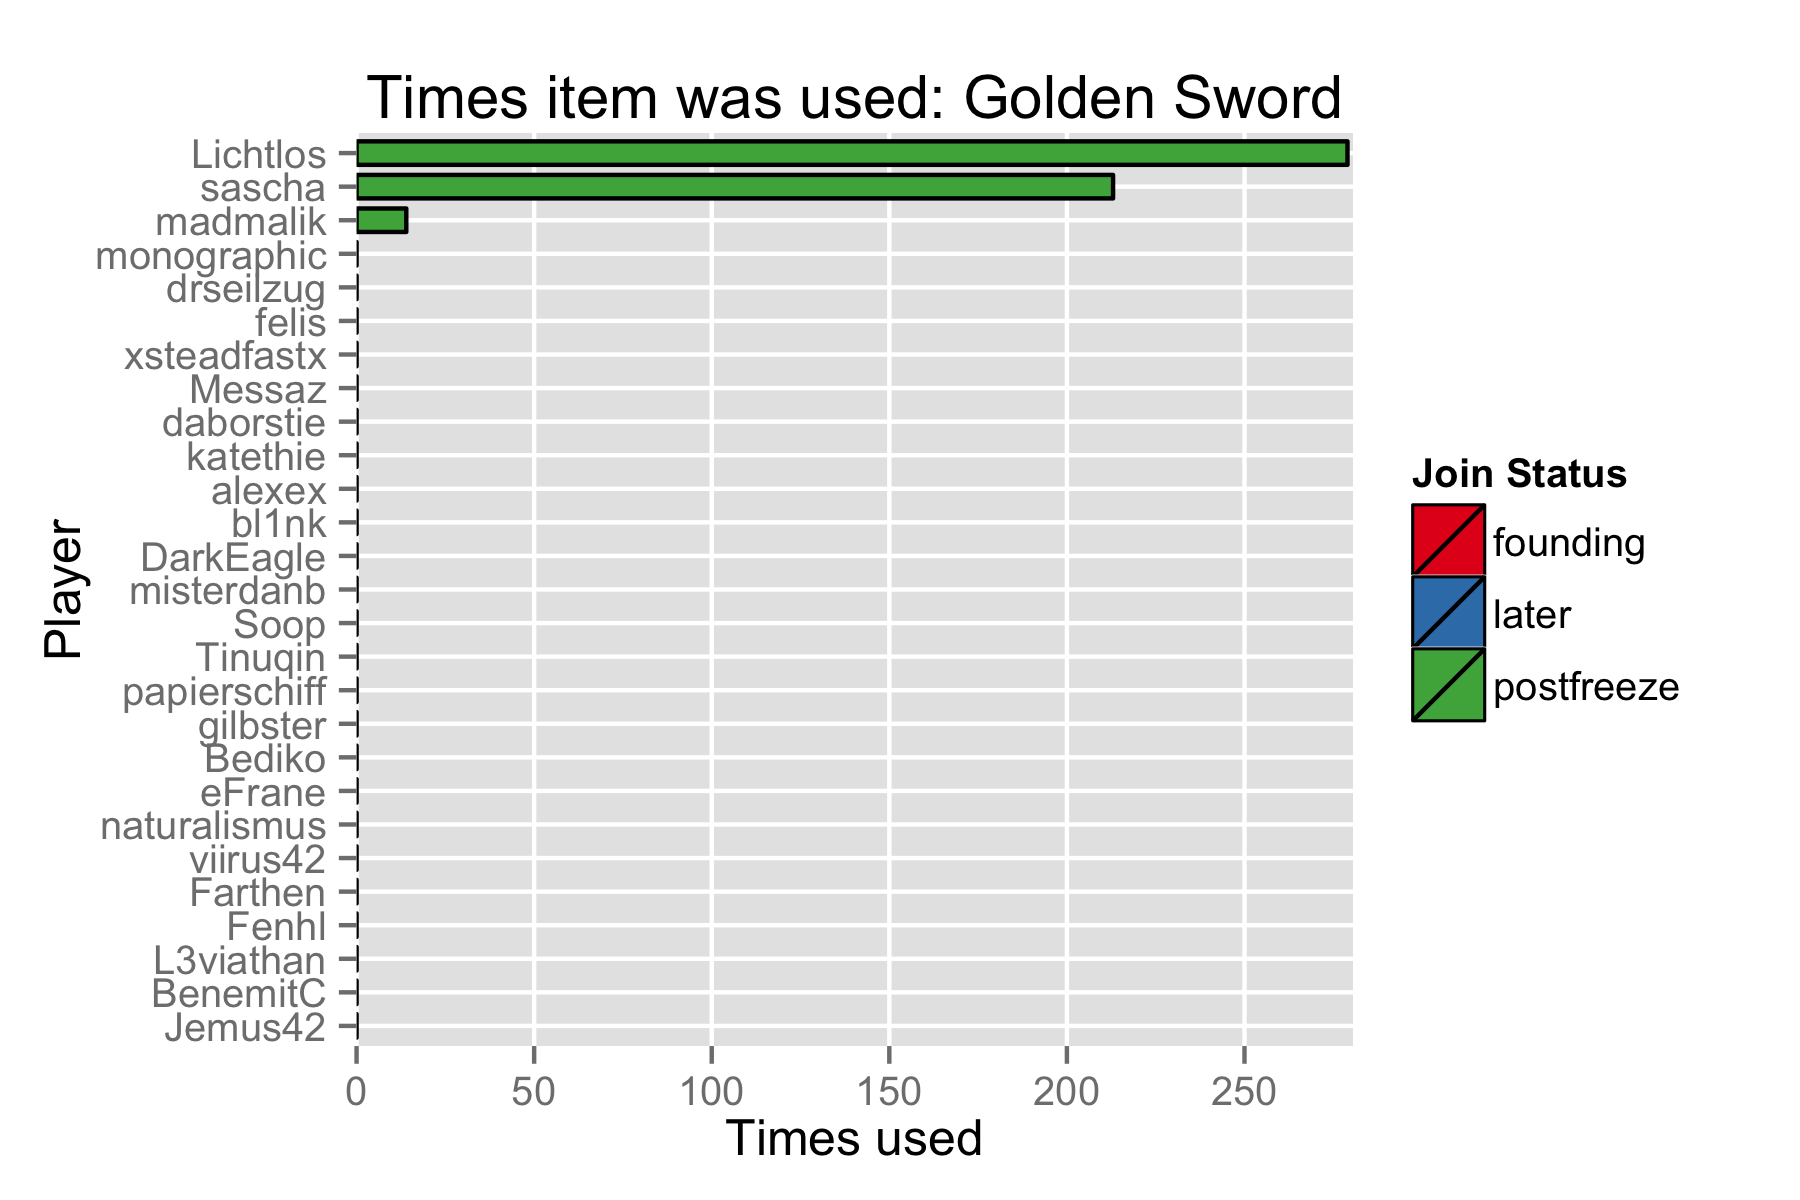 Times item was used: Golden Sword
Lichtlos
sascha
madmalik
monographic
drseilzug
felis
xsteadfastx
Messaz
daborstie
katethie
alexex
bl1nk
DarkEagle
misterdanb
Soop
Tinuqin
papierschiff
gilbster
Bediko
eFrane
naturalismus
viirus42
Farthen
Fenhl
L3viathan
BenemitC
Jemus42
Player
0 50 100 150 200 250
Times used
Join Status
founding
later
postfreeze